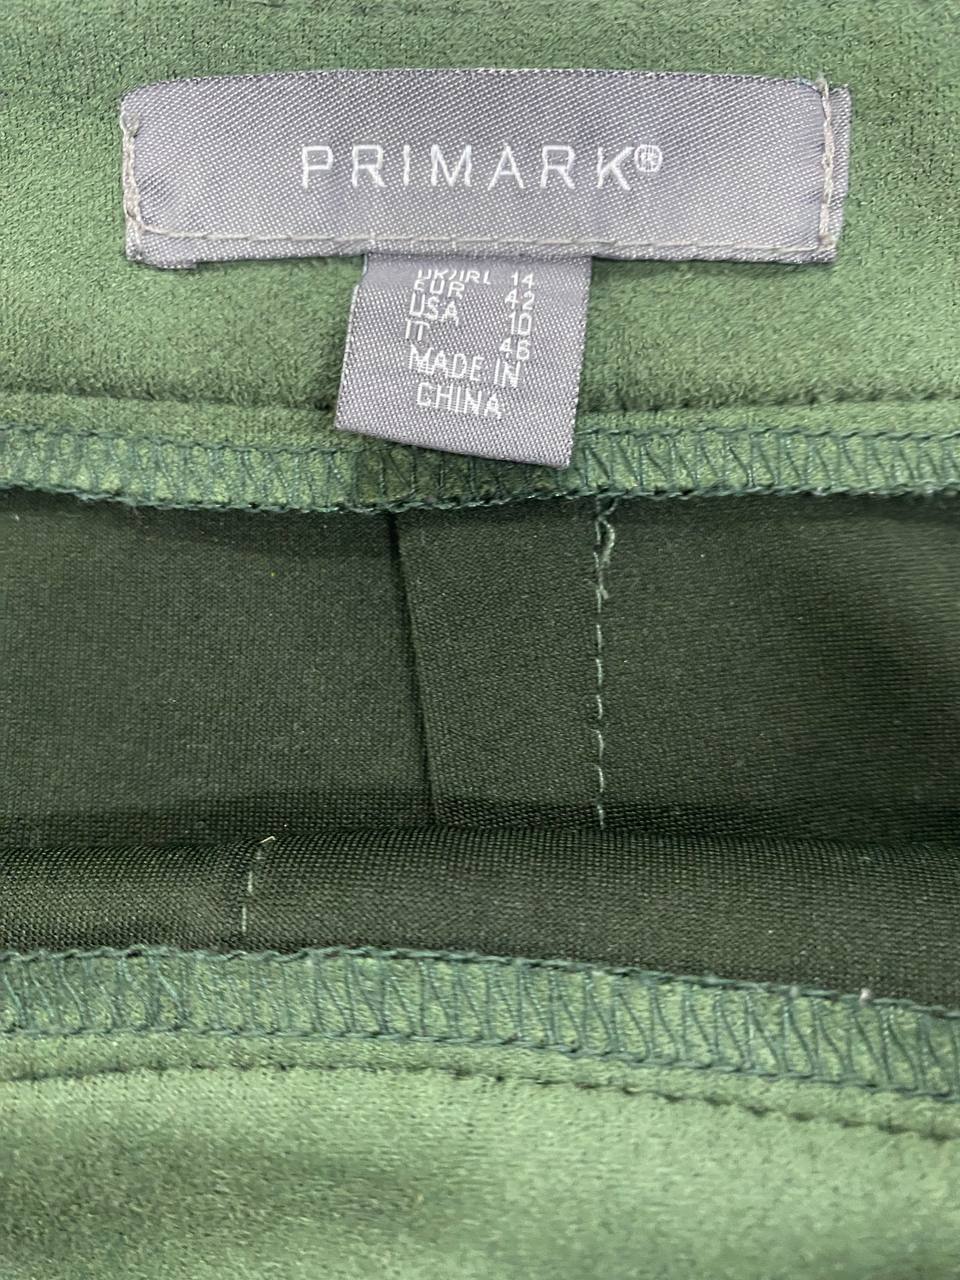 PRIMARK®
UK/IRL 14
EUR 42
USA 10
IT 46
MADE IN
CHINA